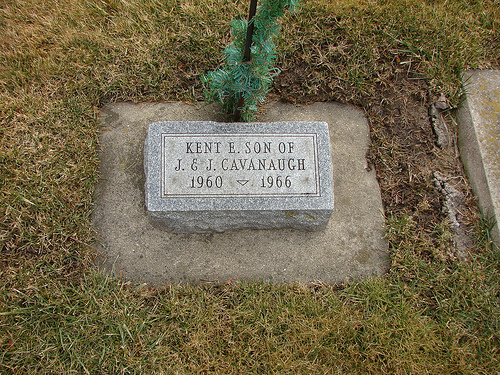 KENT E. SON OF
J. & J. CAVANAUGH
1960 1966